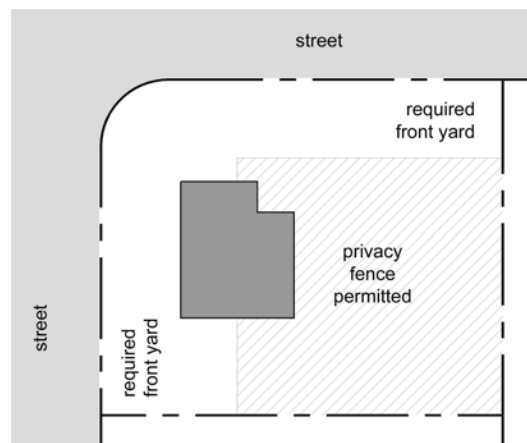 street
required
front yard
privacy
fence
permitted
street
required
front yard